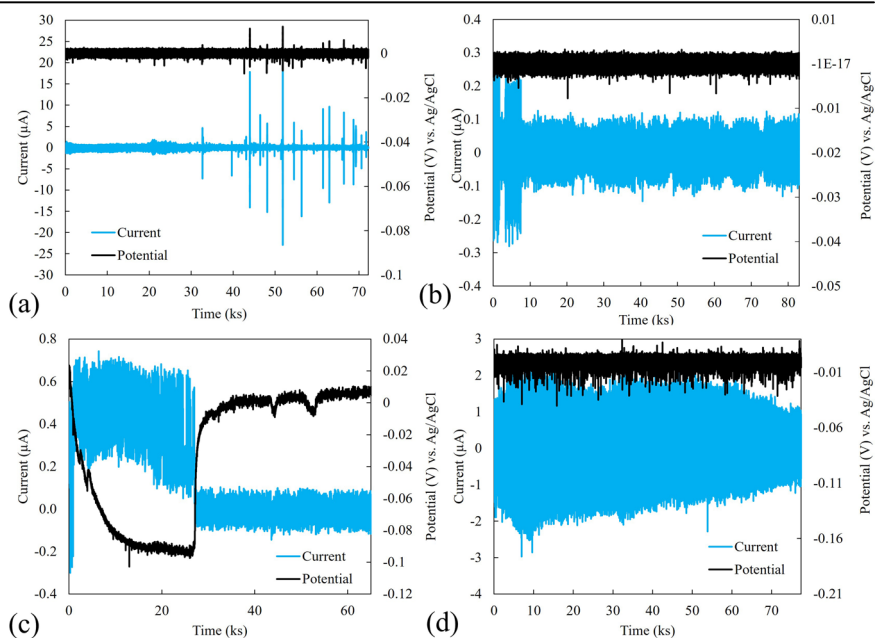 30
25
20
15
10
5
0
-5
-10
-15
-20
-25
-30
Current (µA)
0
-0.02
-0.04
-0.06
-0.08
-0.1
Potential (V) vs. Ag/AgCl
Current
Potential
0 10 20 30 40 50 60 70
Time (ks)
(a)
0.4
0.3
0.2
0.1
0
-0.1
-0.2
-0.3
-0.4
Current (µA)
0.01
-1E-17
-0.01
-0.02
-0.03
-0.04
-0.05
Potential (V) vs. Ag/AgCl
Current
Potential
0 10 20 30 40 50 60 70 80
Time (ks)
(b)
0.8
0.6
0.4
0.2
0.0
-0.2
-0.4
Current (µA)
0.04
0.02
0
-0.02
-0.04
-0.06
-0.08
-0.1
-0.12
Potential (V) vs. Ag/AgCl
Current
Potential
0 20 40 60
Time (ks)
(c)
3
2
1
0
-1
-2
-3
-4
Current (µA)
-0.01
-0.06
-0.11
-0.16
-0.21
Potential (V) vs. Ag/AgCl
Current
Potential
0 10 20 30 40 50 60 70
Time (ks)
(d)